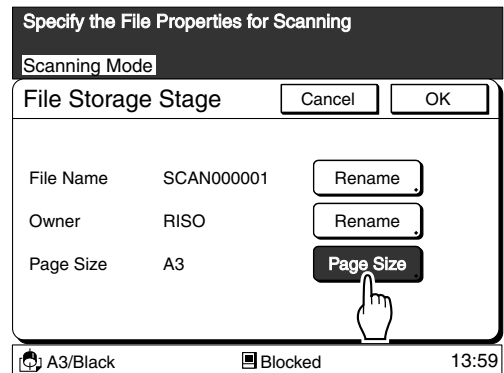 Specify the File Properties for Scanning
Scanning Mode
File Storage Stage Cancel OK
File Name SCAN000001 Rename
Owner RISO Rename
Page Size A3 Page Size
A3/Black Blocked 13:59